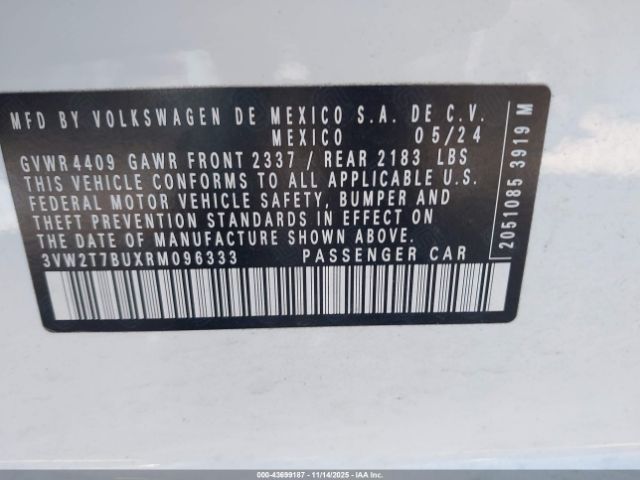 MFD BY VOLKSWAGEN DE MEXICO S.A. DE C.V.
MEXICO 05/24
GVWR 4409 GAWR FRONT 2337 / REAR 2183 LBS
THIS VEHICLE CONFORMS TO ALL APPLICABLE U.S.
FEDERAL MOTOR VEHICLE SAFETY, BUMPER AND
THEFT PREVENTION STANDARDS IN EFFECT ON
THE DATE OF MANUFACTURE SHOWN ABOVE.
3VW2T7BUXRM096333 PASSENGER CAR
2051085 3919 M
000-43699187 - 11/14/2025 - IAAI.COM